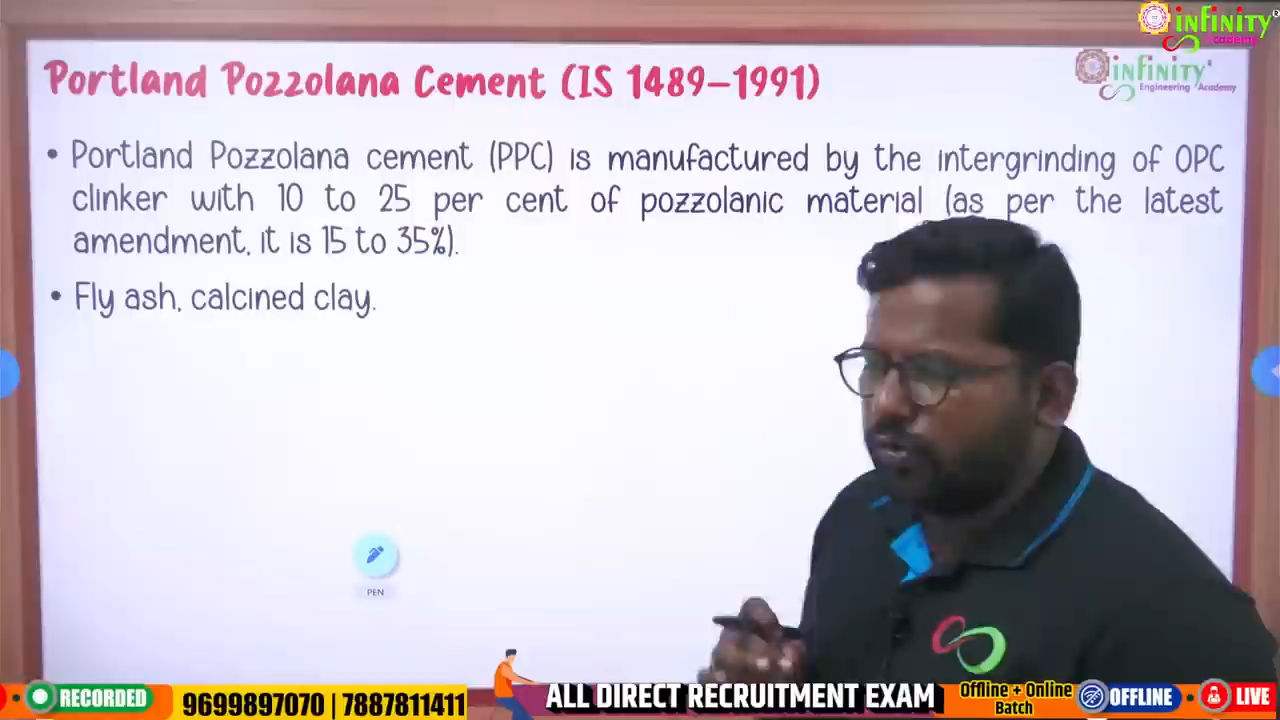 infinity
academy
Portland Pozzolana Cement (IS 1489-1991)
infinity
Engineering Academy
• Portland Pozzolana cement (PPC) is manufactured by the intergrinding of OPC
clinker with 10 to 25 per cent of pozzolanic material (as per the latest
amendment, it is 15 to 35%).
• Fly ash, calcined clay.
PEN
RECORDED
9699897070 | 7887811411
ALL DIRECT RECRUITMENT EXAM
Offline + Online
Batch
OFFLINE
LIVE